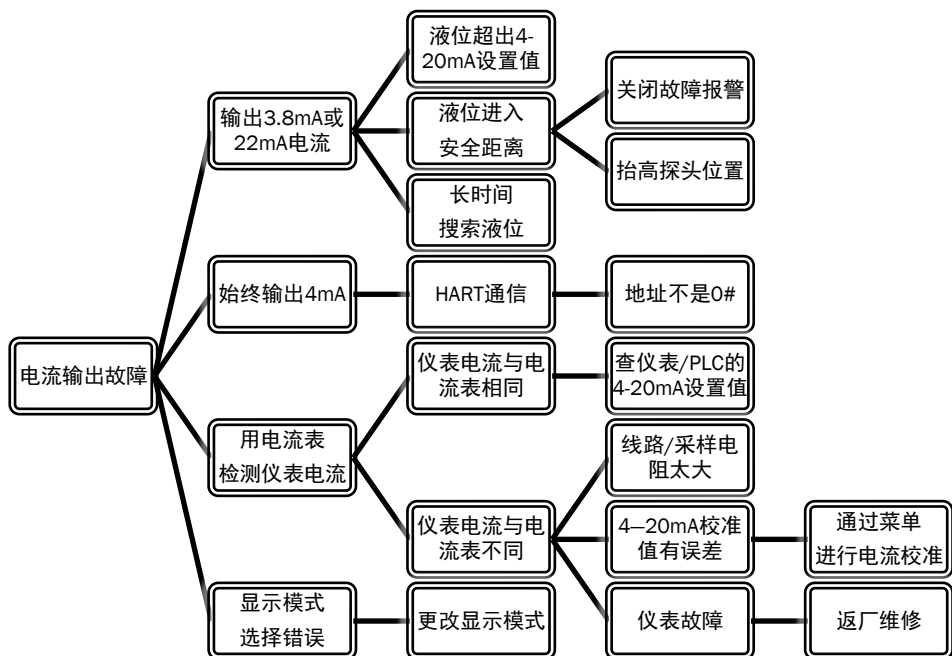 液位超出4-
20mA设置值
输出3.8mA或
22mA电流
液位进入
安全距离
关闭故障报警
抬高探头位置
长时间
搜索液位
始终输出4mA
HART通信
地址不是0#
电流输出故障
用电流表
检测仪表电流
仪表电流与电
流表相同
查仪表/PLC的
4-20mA设置值
仪表电流与电
流表不同
线路/采样电
阻太大
4—20mA校准
值有误差
通过菜单
进行电流校准
仪表故障
返厂维修
显示模式
选择错误
更改显示模式